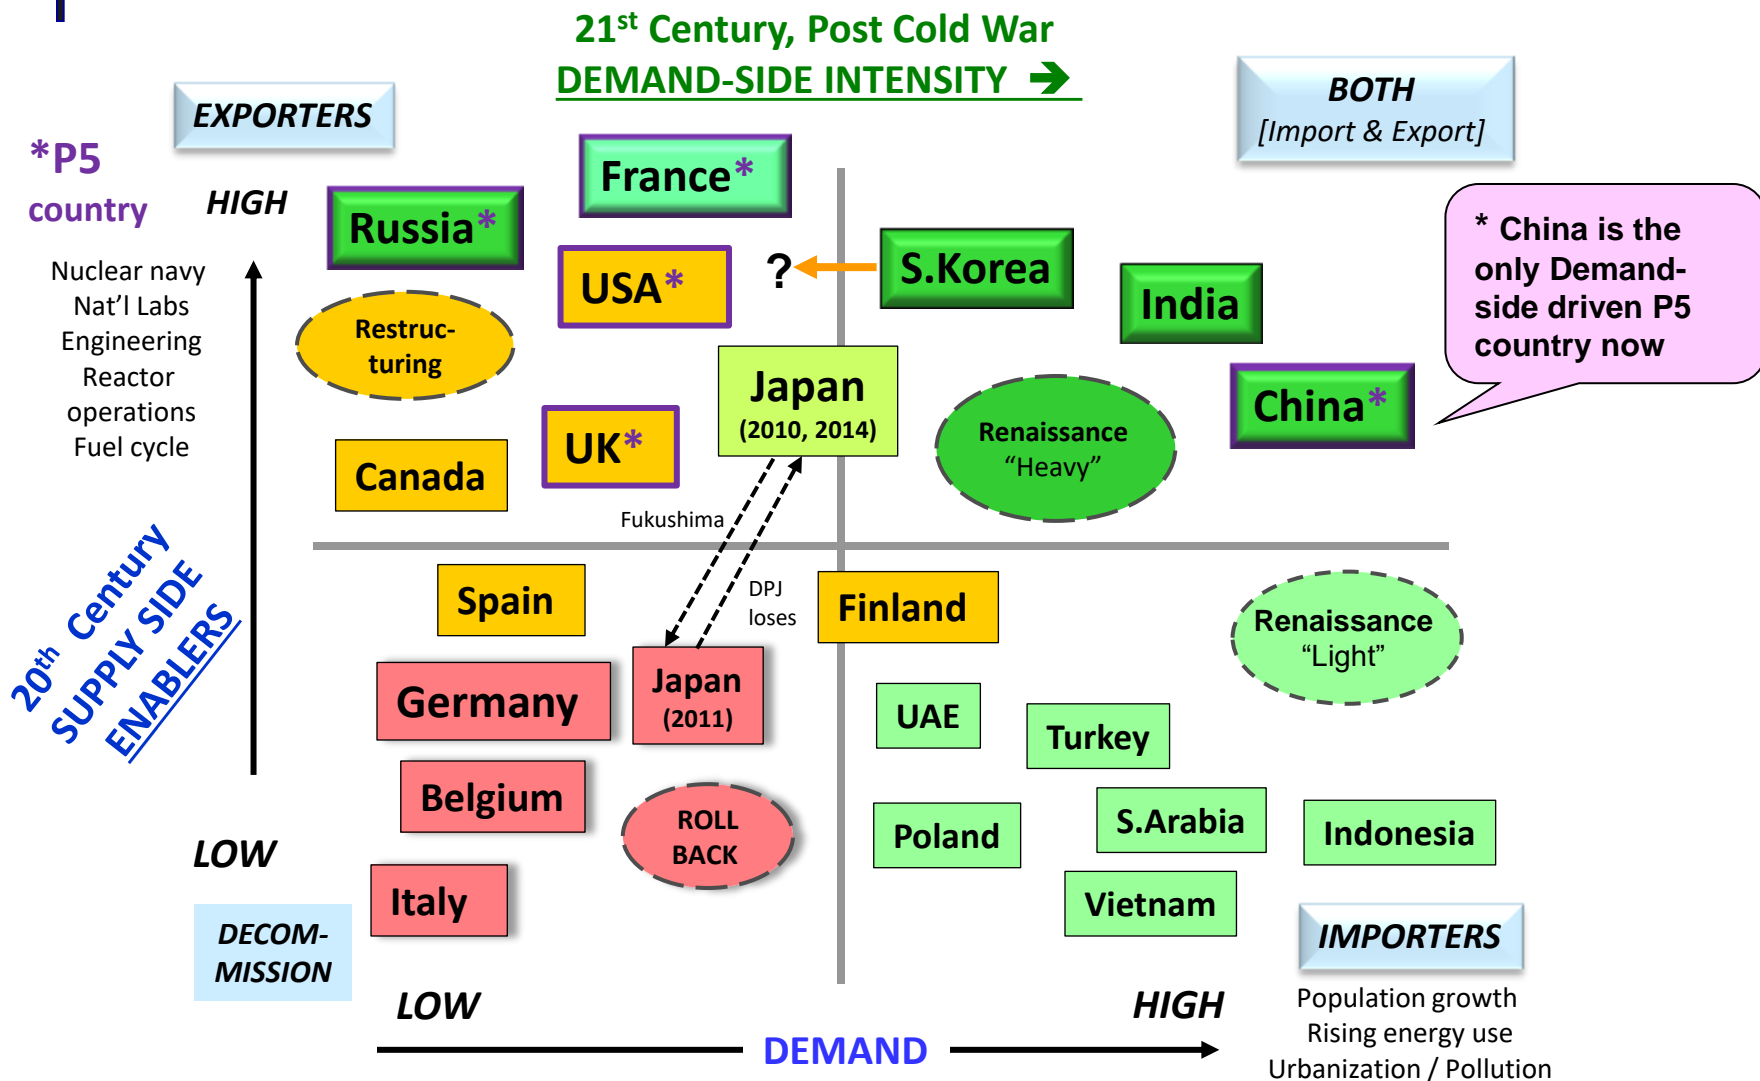 21st Century, Post Cold War
DEMAND-SIDE INTENSITY ➔
EXPORTERS
BOTH
[Import & Export]
*P5
country
HIGH
Nuclear navy
Nat’l Labs
Engineering
Reactor
operations
Fuel cycle
20th Century
SUPPLY SIDE
ENABLERS
Russia*
France*
USA*
?
S.Korea
India
China*
* China is the
only Demand-
side driven P5
country now
Restruc-
turing
Japan
(2010, 2014)
Renaissance
“Heavy”
Canada
UK*
Fukushima
DPJ
loses
Spain
Finland
Renaissance
“Light”
Germany
Japan
(2011)
UAE
Turkey
Belgium
ROLL
BACK
Poland
S.Arabia
Indonesia
Italy
Vietnam
LOW
DECOM-
MISSION
IMPORTERS
LOW
HIGH
DEMAND
Population growth
Rising energy use
Urbanization / Pollution